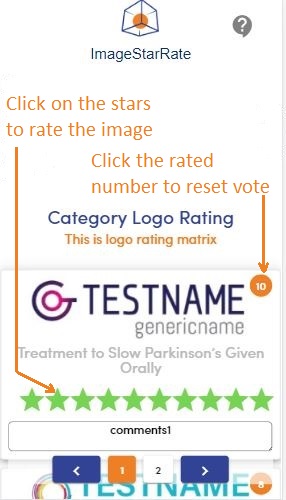 ImageStarRate
?
Click on the stars
to rate the image
Click the rated
number to reset vote
Category Logo Rating
This is logo rating matrix
10
TESTNAME
genericname
Treatment to Slow Parkinson's Given
Orally
comments1
< 1 2 >
TESTNAME
8